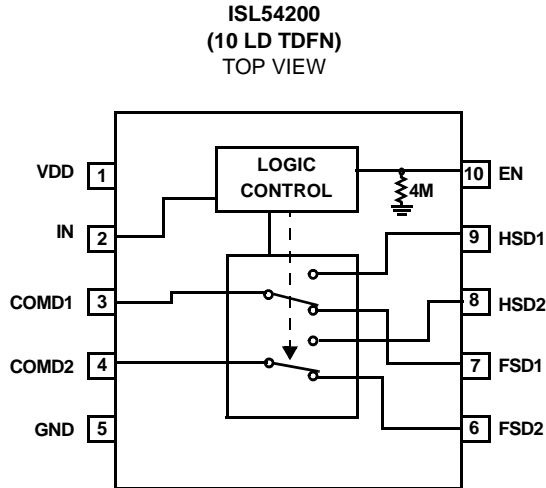 ISL54200
(10 LD TDFN)
TOP VIEW
LOGIC
CONTROL
4M
VDD 1
IN 2
COMD1 3
COMD2 4
GND 5
10 EN
9 HSD1
8 HSD2
7 FSD1
6 FSD2